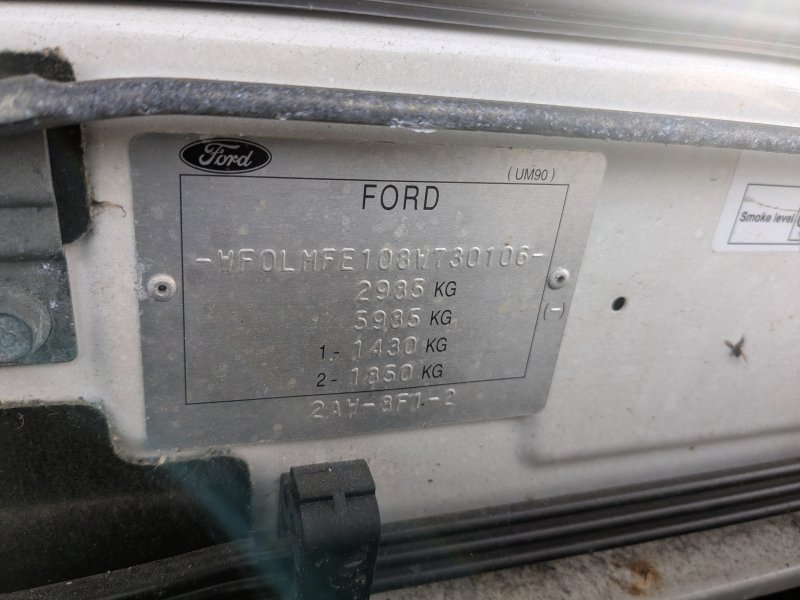 Ford
(UM90)
FORD
-WF0LMFE108W730106-
2985 KG
5985 KG
(-)
1- 1430 KG
2- 1850 KG
2AW-8F1-2
Smoke level